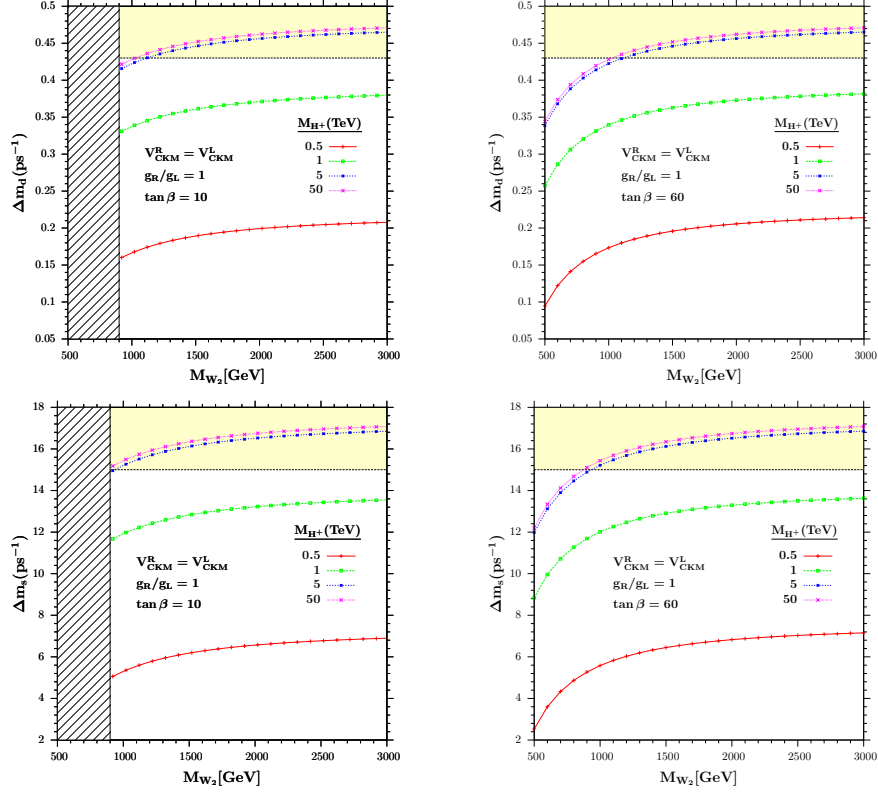 0.5
0.45
0.4
0.35
0.3
0.25
0.2
0.15
0.1
0.05
Δm_d(ps⁻¹)
V^R_CKM = V^L_CKM
g_R/g_L = 1
tan β = 10
M_H+(TeV)
0.5
1
5
50
500 1000 1500 2000 2500 3000
M_W₂[GeV]
0.5
0.45
0.4
0.35
0.3
0.25
0.2
0.15
0.1
0.05
Δm_d(ps⁻¹)
V^R_CKM = V^L_CKM
g_R/g_L = 1
tan β = 60
M_H+(TeV)
0.5
1
5
50
500 1000 1500 2000 2500 3000
M_W₂[GeV]
18
16
14
12
10
8
6
4
2
Δm_s(ps⁻¹)
V^R_CKM = V^L_CKM
g_R/g_L = 1
tan β = 10
M_H+(TeV)
0.5
1
5
50
500 1000 1500 2000 2500 3000
M_W₂[GeV]
18
16
14
12
10
8
6
4
2
Δm_s(ps⁻¹)
V^R_CKM = V^L_CKM
g_R/g_L = 1
tan β = 60
M_H+(TeV)
0.5
1
5
50
500 1000 1500 2000 2500 3000
M_W₂[GeV]